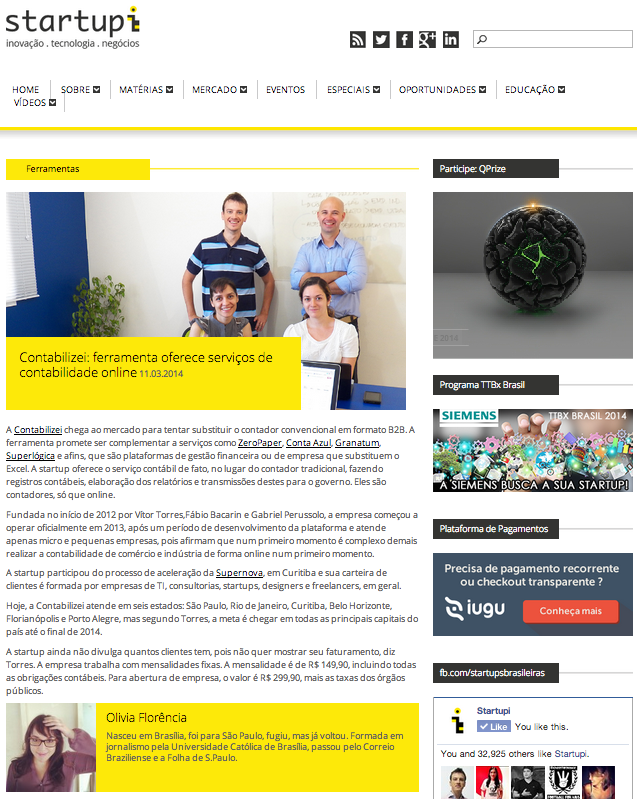 startupi
inovação . tecnologia . negócios
HOME
SOBRE
MATÉRIAS
MERCADO
EVENTOS
ESPECIAIS
OPORTUNIDADES
EDUCAÇÃO
VÍDEOS
Ferramentas
Contabilizei: ferramenta oferece serviços de
contabilidade online 11.03.2014
A Contabilizei chega ao mercado para tentar substituir o contador convencional em formato B2B. A
ferramenta promete ser complementar a serviços como ZeroPaper, Conta Azul, Granatum,
Superlógica e afins, que são plataformas de gestão financeira ou de empresa que substituem o
Excel. A startup oferece o serviço contábil de fato, no lugar do contador tradicional, fazendo
registros contábeis, elaboração dos relatórios e transmissões destes para o governo. Eles são
contadores, só que online.
Fundada no início de 2012 por Vítor Torres,Fábio Bacarin e Gabriel Perussolo, a empresa começou a
operar oficialmente em 2013, após um período de desenvolvimento da plataforma e atende
apenas micro e pequenas empresas, pois afirmam que num primeiro momento é complexo demais
realizar a contabilidade de comércio e indústria de forma online num primeiro momento.
A startup participou do processo de aceleração da Supernova, em Curitiba e sua carteira de
clientes é formada por empresas de TI, consultorias, startups, designers e freelancers, em geral.
Hoje, a Contabilizei atende em seis estados: São Paulo, Rio de Janeiro, Curitiba, Belo Horizonte,
Florianópolis e Porto Alegre, mas segundo Torres, a meta é chegar em todas as principais capitais do
país até o final de 2014.
A startup ainda não divulga quantos clientes tem, pois não quer mostrar seu faturamento, diz
Torres. A empresa trabalha com mensalidades fixas. A mensalidade é de R$ 149,90, incluindo todas
as obrigações contábeis. Para abertura de empresa, o valor é R$ 299,90, mais as taxas dos órgãos
públicos.
Olivia Florência
Nasceu em Brasília, foi para São Paulo, fugiu, mas já voltou. Formada em
jornalismo pela Universidade Católica de Brasília, passou pelo Correio
Braziliense e a Folha de S.Paulo.
Participe: QPrize
E 2014
Programa TTBx Brasil
SIEMENS
TTBX BRASIL 2014
A SIEMENS BUSCA A SUA STARTUP!
Plataforma de Pagamentos
Precisa de pagamento recorrente
ou checkout transparente ?
iugu
Conheça mais
fb.com/startupsbrasileiras
Startupi
Like You like this.
You and 32,925 others like Startupi.